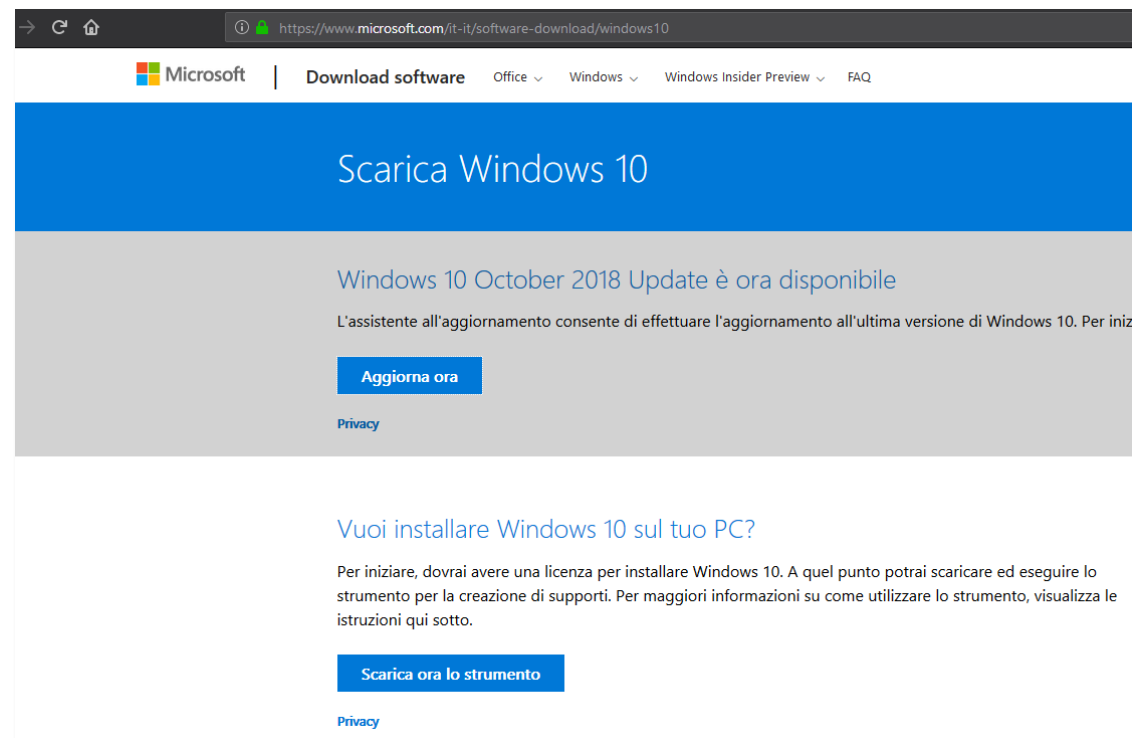 https://www.microsoft.com/it-it/software-download/windows10
Microsoft Download software Office Windows Windows Insider Preview FAQ
Scarica Windows 10
Windows 10 October 2018 Update è ora disponibile
L'assistente all'aggiornamento consente di effettuare l'aggiornamento all'ultima versione di Windows 10. Per iniz
Aggiorna ora
Privacy
Vuoi installare Windows 10 sul tuo PC?
Per iniziare, dovrai avere una licenza per installare Windows 10. A quel punto potrai scaricare ed eseguire lo
strumento per la creazione di supporti. Per maggiori informazioni su come utilizzare lo strumento, visualizza le
istruzioni qui sotto.
Scarica ora lo strumento
Privacy